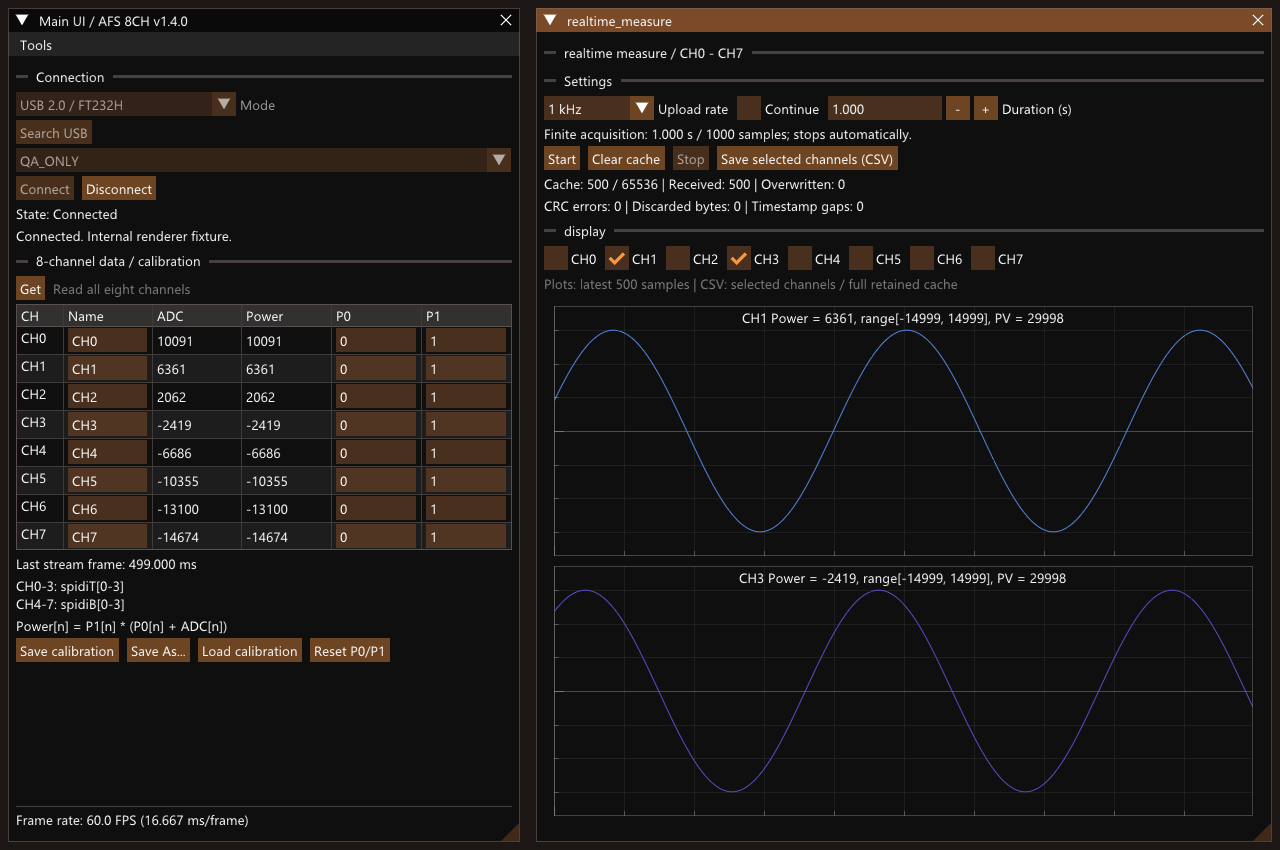 Main UI / AFS 8CH v1.4.0
Tools
Connection
USB 2.0 / FT232H Mode
Search USB
QA_ONLY
Connect Disconnect
State: Connected
Connected. Internal renderer fixture.
8-channel data / calibration
Get Read all eight channels
CH Name ADC Power P0 P1
CH0 CH0 10091 10091 0 1
CH1 CH1 6361 6361 0 1
CH2 CH2 2062 2062 0 1
CH3 CH3 -2419 -2419 0 1
CH4 CH4 -6686 -6686 0 1
CH5 CH5 -10355 -10355 0 1
CH6 CH6 -13100 -13100 0 1
CH7 CH7 -14674 -14674 0 1
Last stream frame: 499.000 ms
CH0-3: spidiT[0-3]
CH4-7: spidiB[0-3]
Power[n] = P1[n] * (P0[n] + ADC[n])
Save calibration Save As... Load calibration Reset P0/P1
Frame rate: 60.0 FPS (16.667 ms/frame)
realtime_measure
realtime measure / CH0 - CH7
Settings
1 kHz Upload rate Continue 1.000 - + Duration (s)
Finite acquisition: 1.000 s / 1000 samples; stops automatically.
Start Clear cache Stop Save selected channels (CSV)
Cache: 500 / 65536 | Received: 500 | Overwritten: 0
CRC errors: 0 | Discarded bytes: 0 | Timestamp gaps: 0
display
CH0 CH1 CH2 CH3 CH4 CH5 CH6 CH7
Plots: latest 500 samples | CSV: selected channels / full retained cache
CH1 Power = 6361, range[-14999, 14999], PV = 29998
CH3 Power = -2419, range[-14999, 14999], PV = 29998